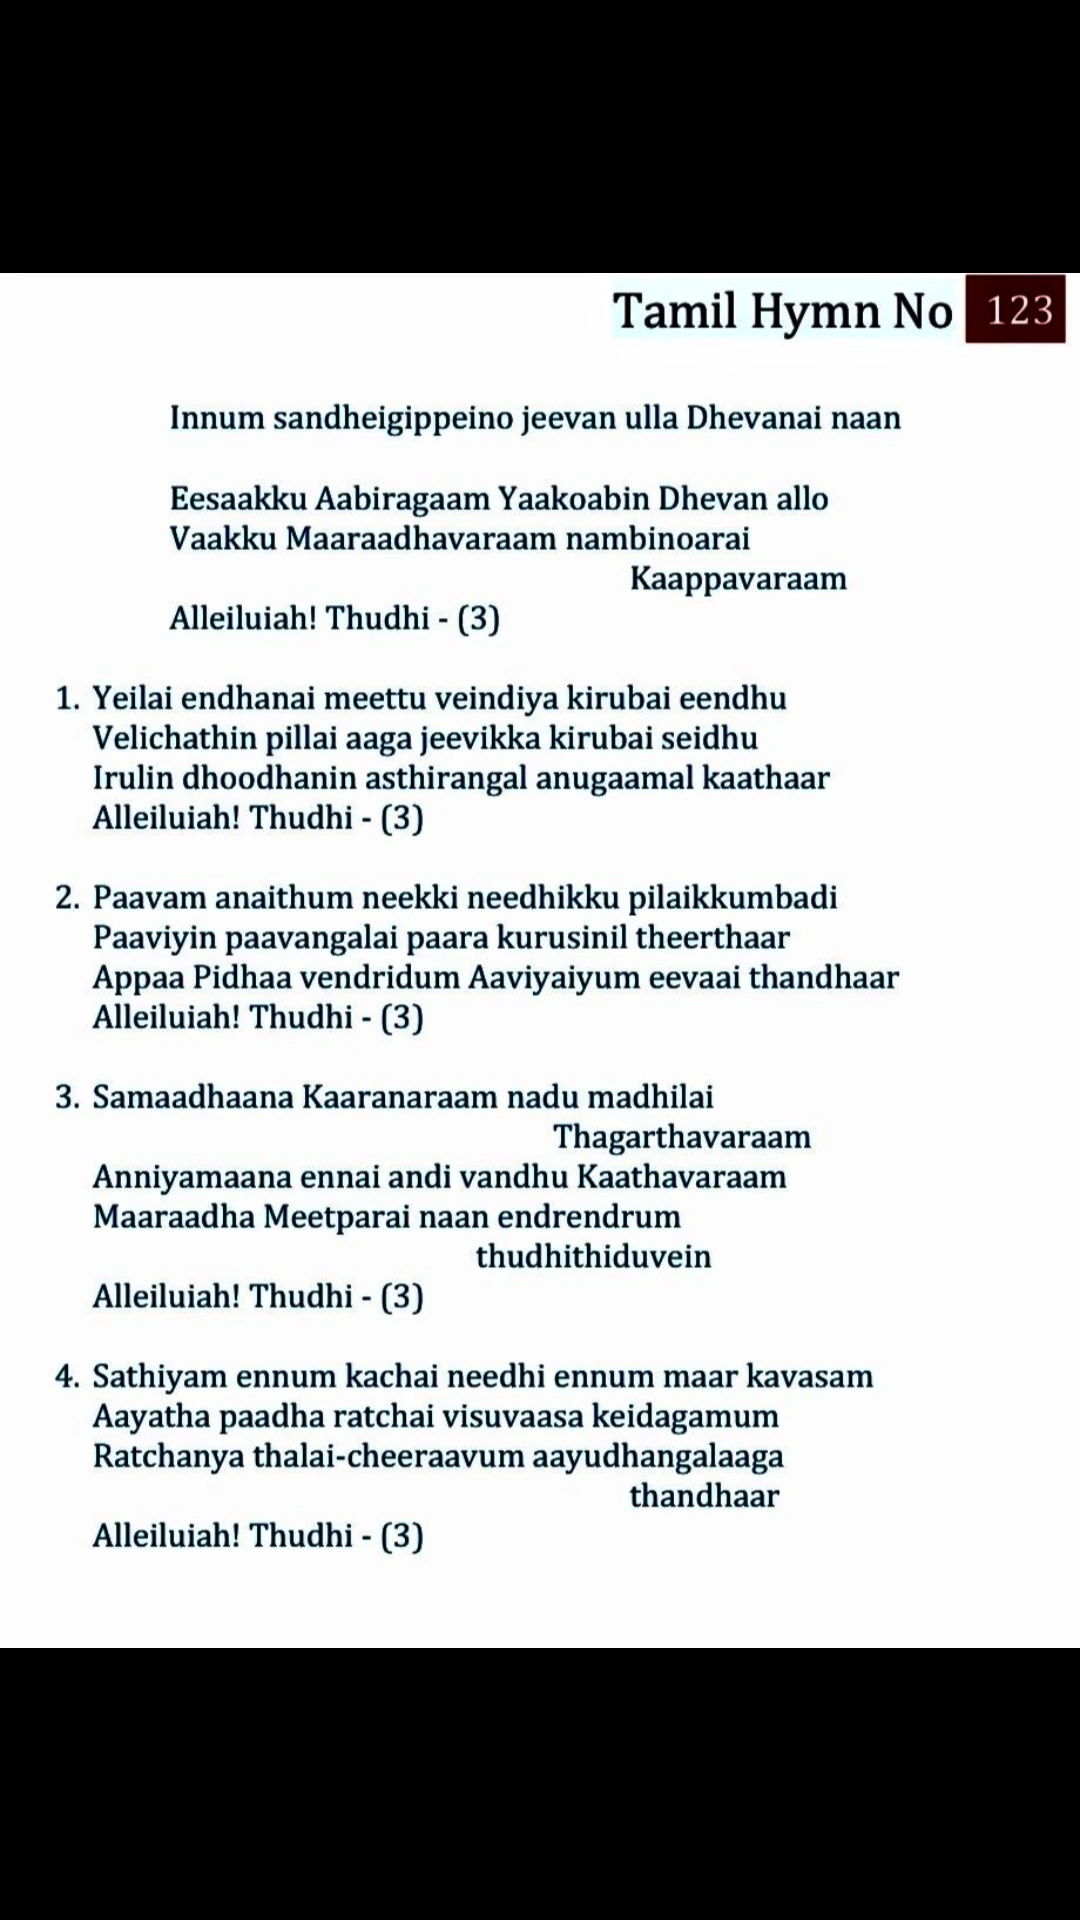 Tamil Hymn No 123
Innum sandheigippeino jeevan ulla Dhevanai naan
Eesaakku Aabiragaam Yaakoabin Dhevan allo
Vaakku Maaraadhavaraam nambinoarai
Kaappavaraam
Alleiluiah! Thudhi - (3)
1. Yeilai endhanai meettu veindiya kirubai eendhu
Velichathin pillai aaga jeevikka kirubai seidhu
Irulin dhoodhanin asthirangal anugaamal kaathaar
Alleiluiah! Thudhi - (3)
2. Paavam anaithum neekki needhikku pilaikkumbadi
Paaviyin paavangalai paara kurusinil theerthaar
Appaa Pidhaa vendridum Aaviyaiyum eevaai thandhaar
Alleiluiah! Thudhi - (3)
3. Samaadhaana Kaaranaraam nadu madhilai
Thagarthavaraam
Anniyamaana ennai andi vandhu Kaathavaraam
Maaraadha Meetparai naan endrendrum
thudhithiduvein
Alleiluiah! Thudhi - (3)
4. Sathiyam ennum kachai needhi ennum maar kavasam
Aayatha paadha ratchai visuvaasa keidagamum
Ratchanya thalai-cheeraavum aayudhangalaaga
thandhaar
Alleiluiah! Thudhi - (3)